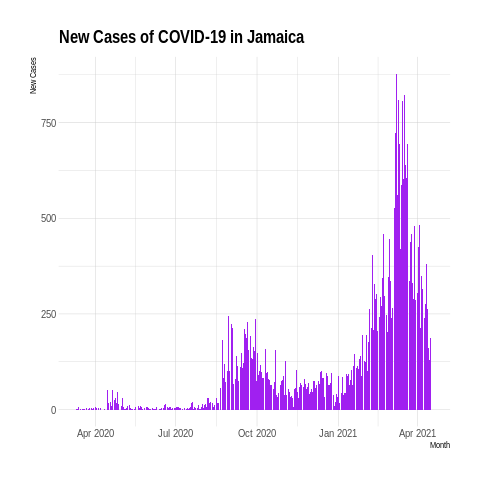 New Cases of COVID-19 in Jamaica
New Cases
750
500
250
0
Apr 2020 Jul 2020 Oct 2020 Jan 2021 Apr 2021
Month